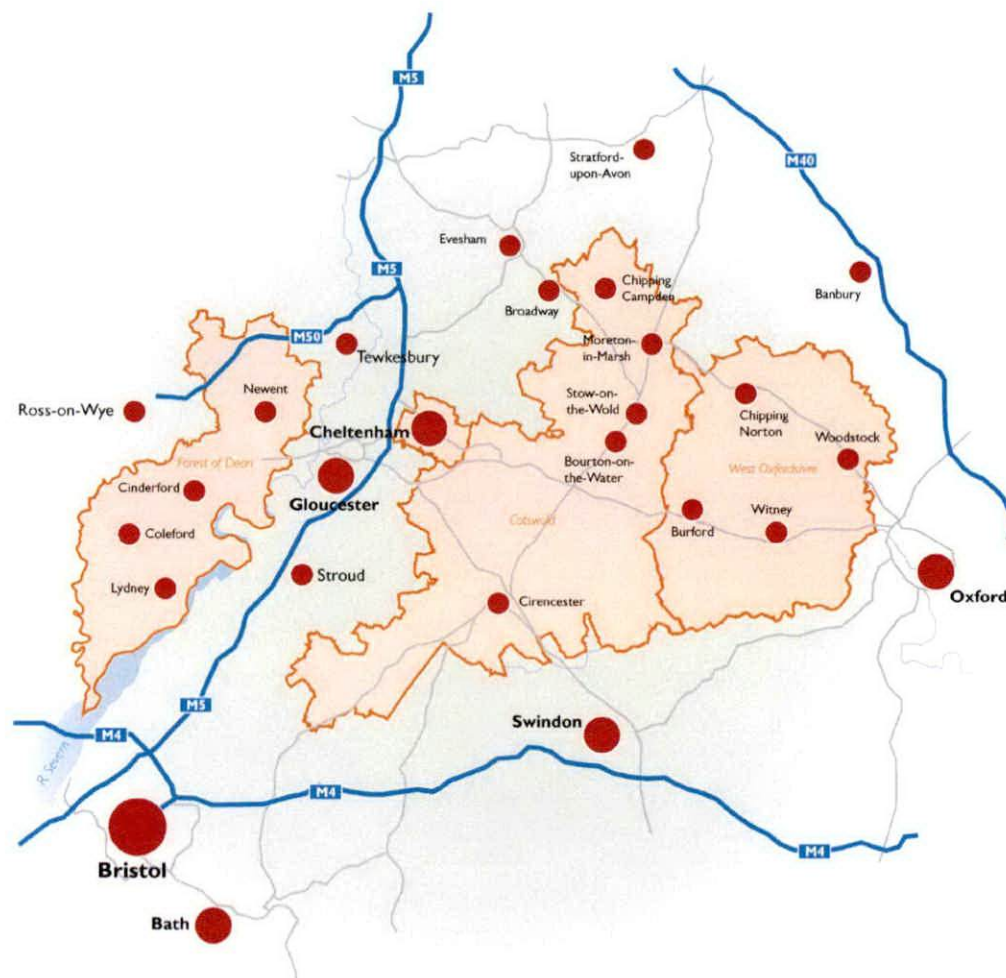 M5
M40
Stratford-
upon-Avon
Evesham
M5
Banbury
Chipping
Campden
Broadway
M50
Tewkesbury
Moreton-
in-Marsh
Ross-on-Wye
Newent
Stow-on-
the-Wold
Chipping
Norton
Cheltenham
Woodstock
Forest of Dean
Bourton-on-
the-Water
West Oxfordshire
Cinderford
Gloucester
Cotswold
Burford
Witney
Coleford
Stroud
Lydney
Cirencester
Oxford
M5
Swindon
M4
R Severn
M4
M4
Bristol
Bath